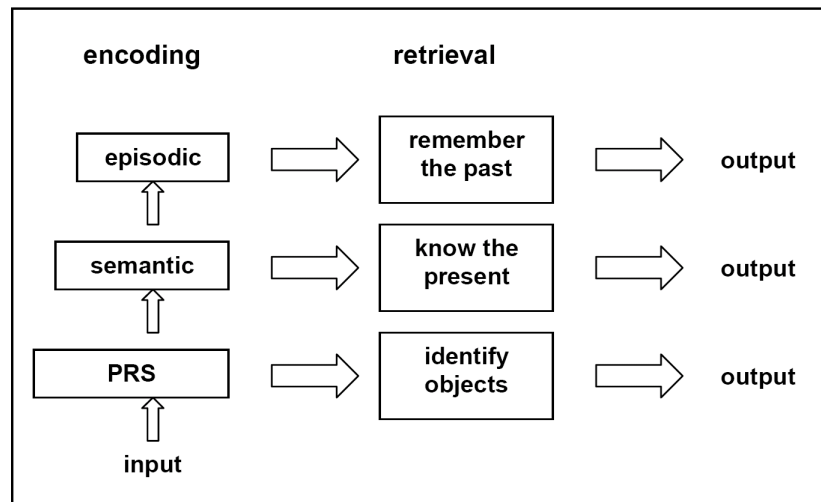 encoding retrieval
episodic remember the past output
semantic know the present output
PRS identify objects output
input